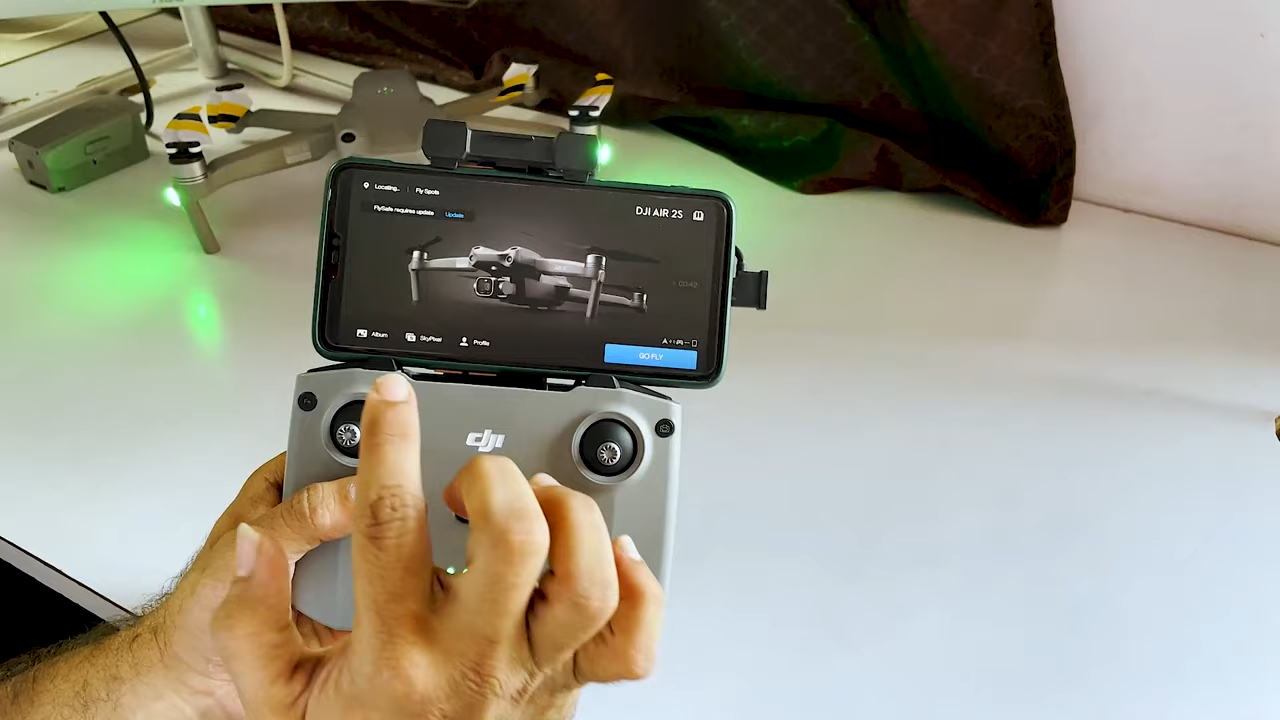 Locating... | Fly Spots
FlySafe requires update Update
DJI AIR 2S
Album
SkyPixel
Profile
GO FLY
dji